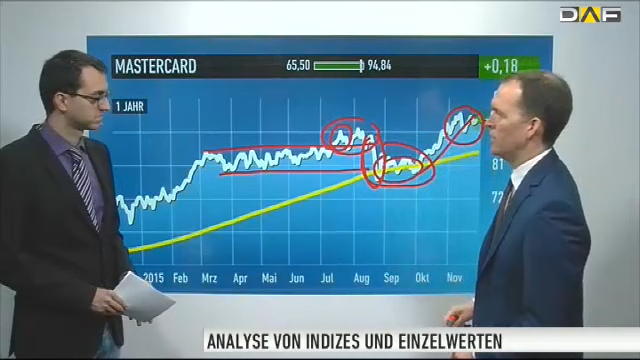 DAF
MASTERCARD 65,50 94,84 +0,18
1 JAHR
81
72
2015 Feb Mrz Apr Mai Jun Jul Aug Sep Okt Nov
ANALYSE VON INDIZES UND EINZELWERTEN